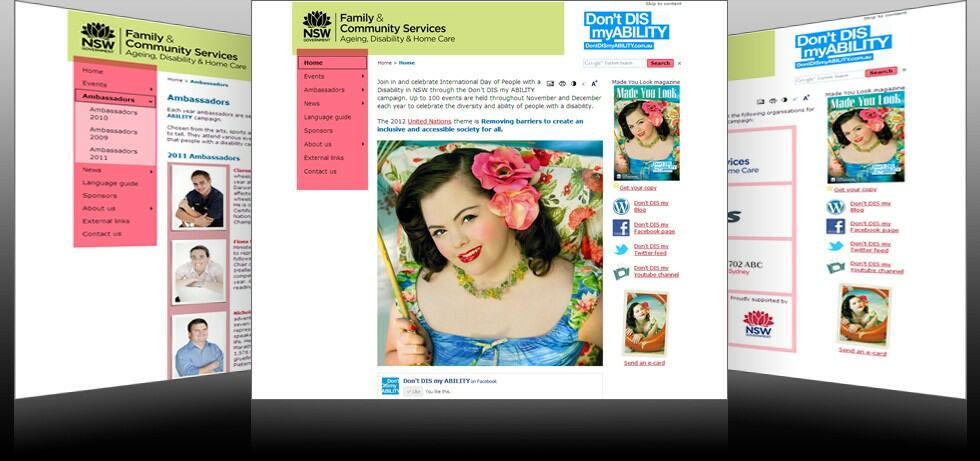 NSW
GOVERNMENT
Family &
Community Services
Ageing, Disability & Home Care
Home
Events
Ambassadors
Ambassadors
2010
Ambassadors
2009
Ambassadors
2011
News
Language guide
Sponsors
About us
External links
Contact us
Home > Ambassadors
Ambassadors
Each year ambassadors are se
ABILITY Campaign.
Chosen from the arts, sports a
to tell. They attend various eve
that people with a disability ca
2011 Ambassadors
NSW
GOVERNMENT
Family &
Community Services
Ageing, Disability & Home Care
Skip to content
Don't DIS
myABILITY
DontDISmyABILITY.com.au
Search
Home
Events
Ambassadors
News
Language guide
Sponsors
About us
External links
Contact us
Home > Home
Join in and celebrate International Day of People with a
Disability in NSW through the Don't DIS my ABILITY
campaign. Up to 100 events are held throughout November and December
each year to celebrate the diversity and ability of people with a disability.
The 2012 United Nations theme is Removing barriers to create an
inclusive and accessible society for all.
Don't DIS my ABILITY on Facebook
Like You like this.
Made You Look magazine
Made You Look
Get your copy
Don't DIS my
Blog
Don't DIS my
Facebook page
Don't DIS my
Twitter feed
Don't DIS my
Youtube channel
Send an e-card
Skip to content
Don't DIS
myABILITY
DontDISmyABILITY.com.au
Search
the following organisations for
campaign:
vices
me Care
702 ABC
Sydney
Proudly supported by
NSW
Made You Look magazine
Made You Look
Get your copy
Don't DIS my
Blog
Don't DIS my
Facebook page
Don't DIS my
Twitter feed
Don't DIS my
Youtube channel
Send an e-card